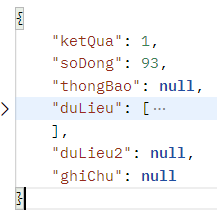 {
"ketQua": 1,
"soDong": 93,
"thongBao": null,
"duLieu": [···
],
"duLieu2": null,
"ghiChu": null
}